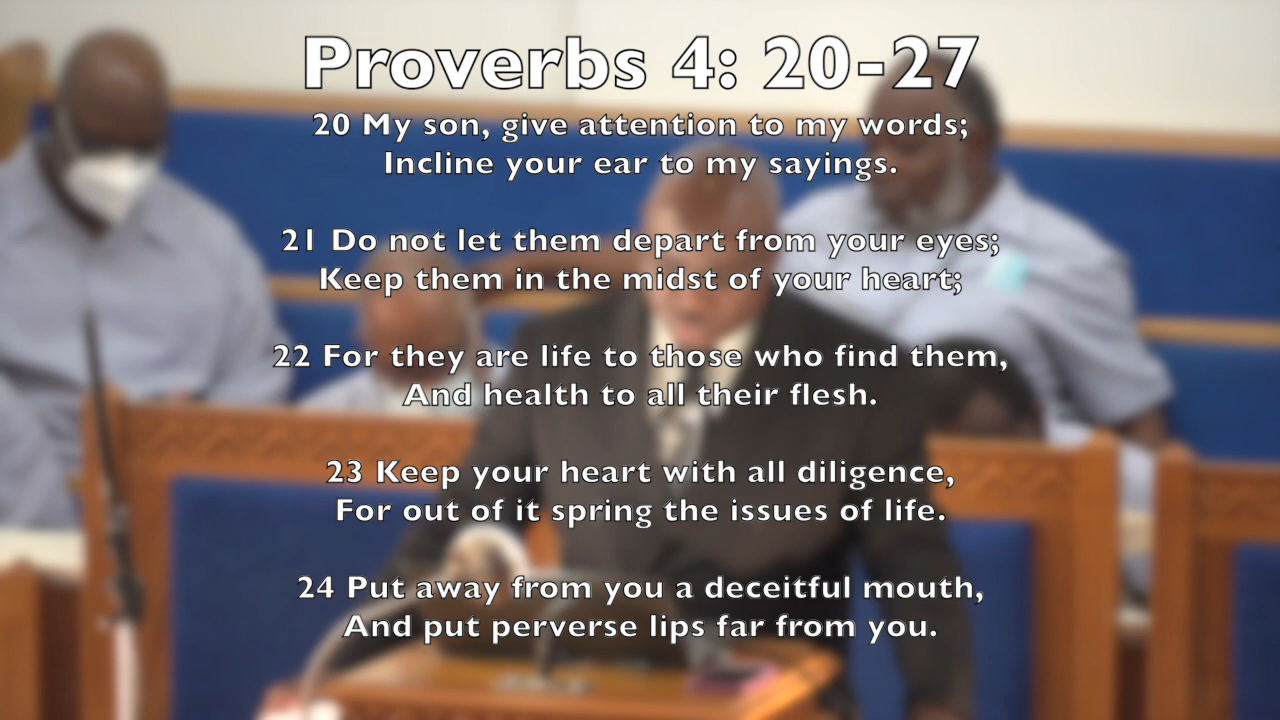 Proverbs 4: 20-27
20 My son, give attention to my words;
Incline your ear to my sayings.
21 Do not let them depart from your eyes;
Keep them in the midst of your heart;
22 For they are life to those who find them,
And health to all their flesh.
23 Keep your heart with all diligence,
For out of it spring the issues of life.
24 Put away from you a deceitful mouth,
And put perverse lips far from you.